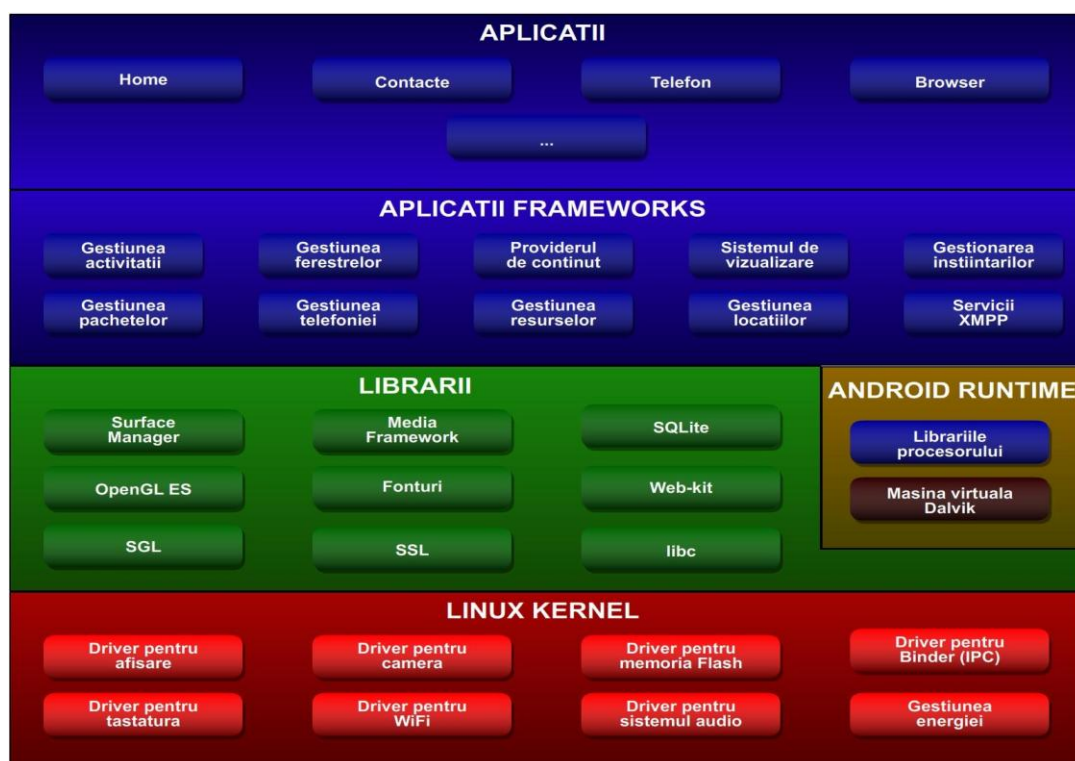 APLICATII
Home
Contacte
Telefon
Browser
...
APLICATII FRAMEWORKS
Gestiunea
activitatii
Gestiunea
ferestrelor
Providerul
de continut
Sistemul de
vizualizare
Gestionarea
instiintarilor
Gestiunea
pachetelor
Gestiunea
telefoniei
Gestiunea
resurselor
Gestiunea
locatiilor
Servicii
XMPP
LIBRARII
Surface
Manager
Media
Framework
SQLite
OpenGL ES
Fonturi
Web-kit
SGL
SSL
libc
ANDROID RUNTIME
Librariile
procesorului
Masina virtuala
Dalvik
LINUX KERNEL
Driver pentru
afisare
Driver pentru
camera
Driver pentru
memoria Flash
Driver pentru
Binder (IPC)
Driver pentru
tastatura
Driver pentru
WiFi
Driver pentru
sistemul audio
Gestiunea
energiei